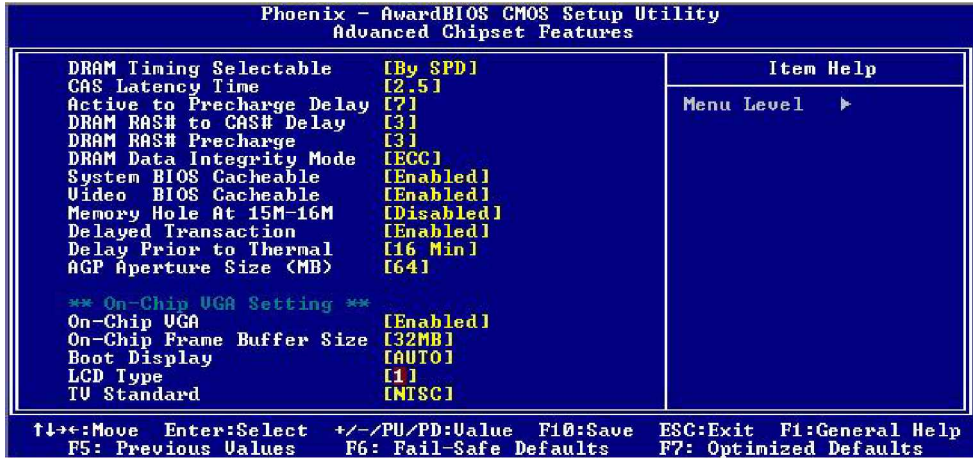 Phoenix - AwardBIOS CMOS Setup Utility
Advanced Chipset Features
DRAM Timing Selectable [By SPD]
CAS Latency Time [2.5]
Active to Precharge Delay [7]
DRAM RAS# to CAS# Delay [3]
DRAM RAS# Precharge [3]
DRAM Data Integrity Mode [ECC]
System BIOS Cacheable [Enabled]
Video BIOS Cacheable [Enabled]
Memory Hole At 15M-16M [Disabled]
Delayed Transaction [Enabled]
Delay Prior to Thermal [16 Min]
AGP Aperture Size (MB) [64]
** On-Chip VGA Setting **
On-Chip VGA [Enabled]
On-Chip Frame Buffer Size [32MB]
Boot Display [AUTO]
LCD Type [1]
TV Standard [NTSC]
Item Help
Menu Level ▶
↑↓→←:Move Enter:Select +/-/PU/PD:Value F10:Save ESC:Exit F1:General Help
F5: Previous Values F6: Fail-Safe Defaults F7: Optimized Defaults